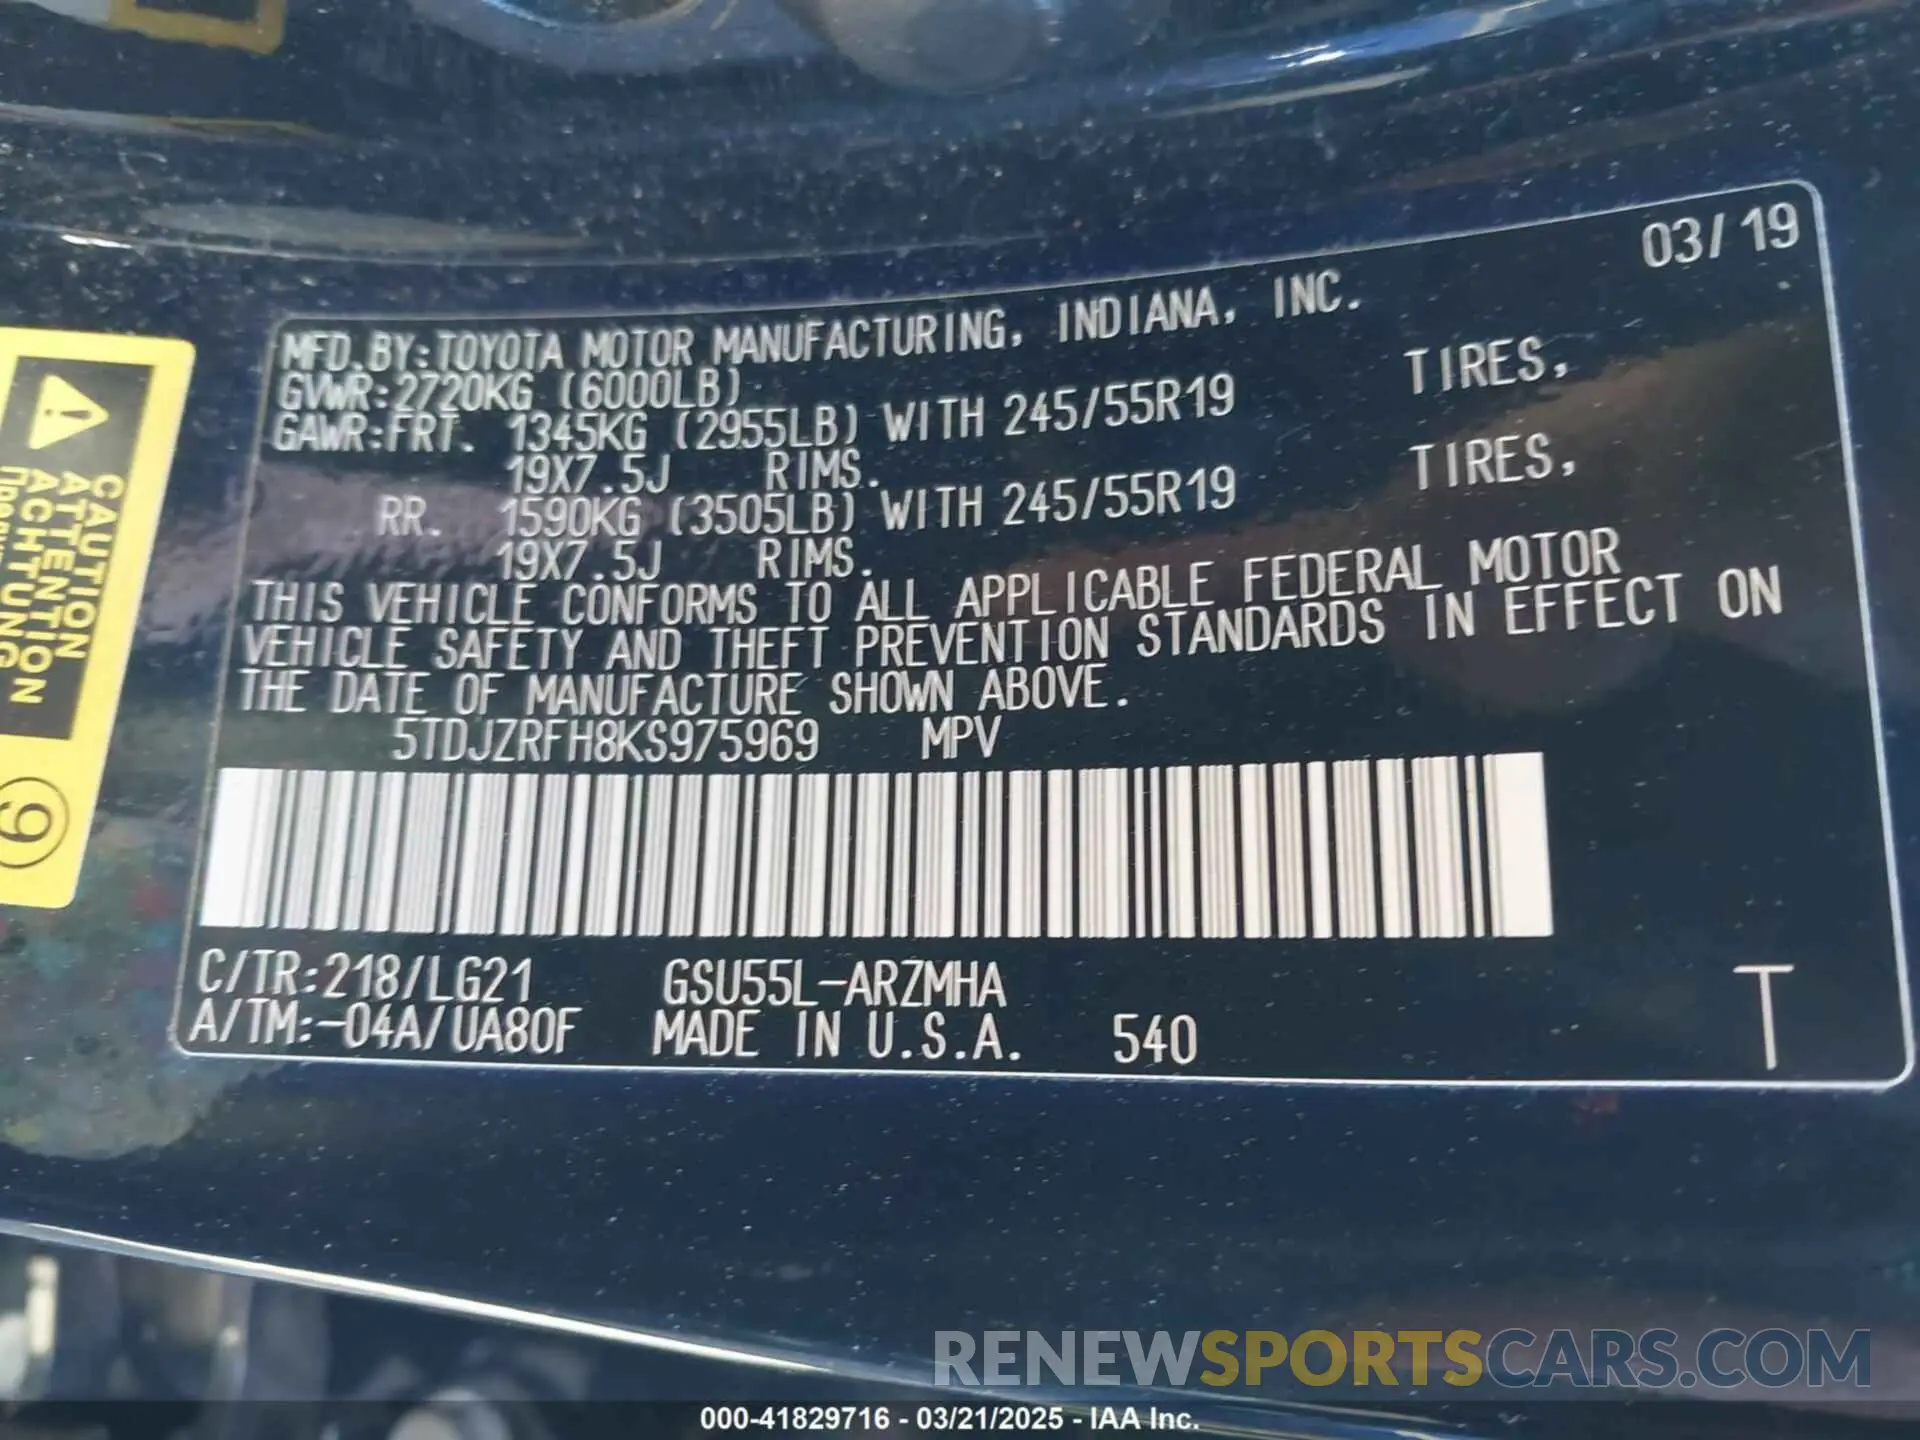 03/19
MFD.BY:TOYOTA MOTOR MANUFACTURING, INDIANA, INC.
GVWR:2720KG (6000LB)
GAWR:FRT. 1345KG (2955LB) WITH 245/55R19 TIRES,
19X7.5J RIMS.
RR. 1590KG (3505LB) WITH 245/55R19 TIRES,
19X7.5J RIMS.
THIS VEHICLE CONFORMS TO ALL APPLICABLE FEDERAL MOTOR
VEHICLE SAFETY AND THEFT PREVENTION STANDARDS IN EFFECT ON
THE DATE OF MANUFACTURE SHOWN ABOVE.
5TDJZRFH8KS975969 MPV
C/TR:218/LG21 GSU55L-ARZMHA
A/TM:-04A/UA80F MADE IN U.S.A. 540
T
CAUTION
ATTENTION
ACHTUNG
9
RENEWSPORTSCARS.COM
000-41829716 - 03/21/2025 - IAA Inc.